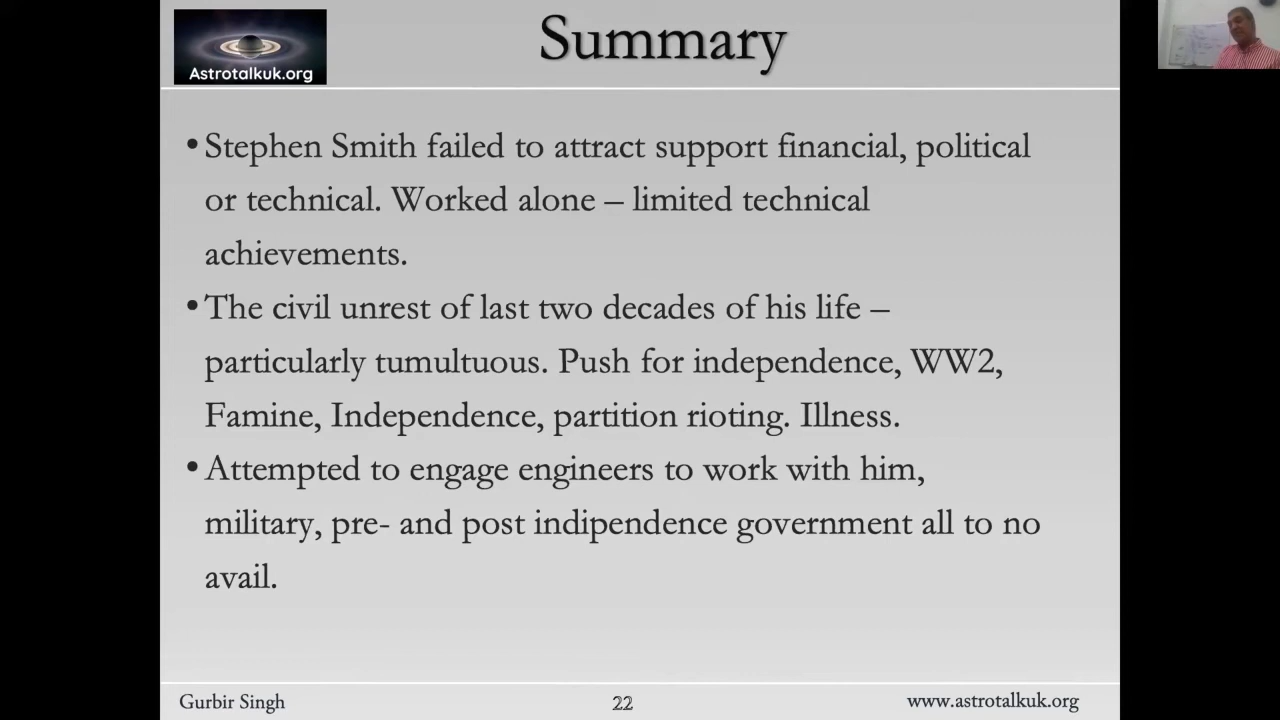 Astrotalkuk.org
Summary
•Stephen Smith failed to attract support financial, political
or technical. Worked alone – limited technical
achievements.
•The civil unrest of last two decades of his life –
particularly tumultuous. Push for independence, WW2,
Famine, Independence, partition rioting. Illness.
•Attempted to engage engineers to work with him,
military, pre- and post indipendence government all to no
avail.
Gurbir Singh
22
www.astrotalkuk.org